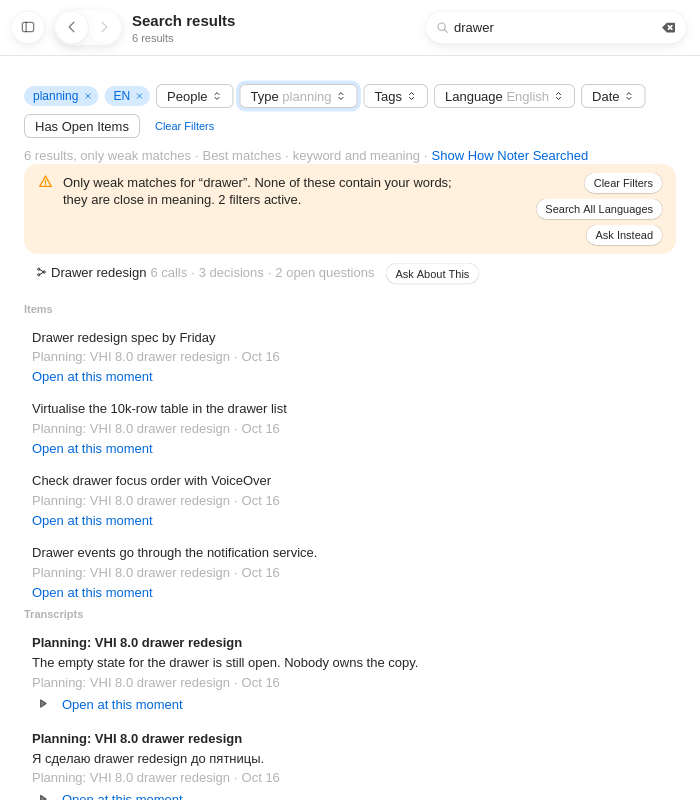 Search results
6 results
drawer
planning
EN
People
Type planning
Tags
Language English
Date
Has Open Items
Clear Filters
6 results, only weak matches · Best matches · keyword and meaning · Show How Noter Searched
Only weak matches for “drawer”. None of these contain your words;
they are close in meaning. 2 filters active.
Clear Filters
Search All Languages
Ask Instead
Drawer redesign 6 calls · 3 decisions · 2 open questions
Ask About This
Items
Drawer redesign spec by Friday
Planning: VHI 8.0 drawer redesign · Oct 16
Open at this moment
Virtualise the 10k-row table in the drawer list
Planning: VHI 8.0 drawer redesign · Oct 16
Open at this moment
Check drawer focus order with VoiceOver
Planning: VHI 8.0 drawer redesign · Oct 16
Open at this moment
Drawer events go through the notification service.
Planning: VHI 8.0 drawer redesign · Oct 16
Open at this moment
Transcripts
Planning: VHI 8.0 drawer redesign
The empty state for the drawer is still open. Nobody owns the copy.
Planning: VHI 8.0 drawer redesign · Oct 16
Open at this moment
Planning: VHI 8.0 drawer redesign
Я сделаю drawer redesign до пятницы.
Planning: VHI 8.0 drawer redesign · Oct 16
Open at this moment